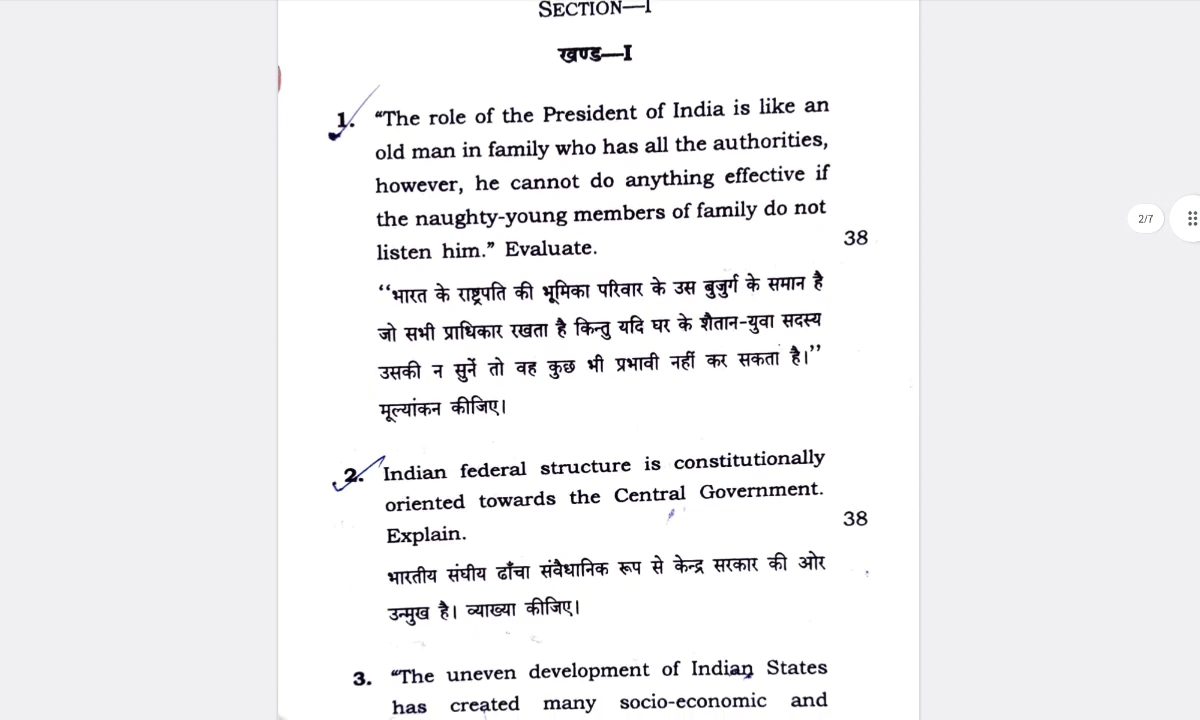 SECTION—I
खण्ड—I
1. “The role of the President of India is like an
old man in family who has all the authorities,
however, he cannot do anything effective if
the naughty-young members of family do not
listen him.” Evaluate.
38
‘‘भारत के राष्ट्रपति की भूमिका परिवार के उस बुजुर्ग के समान है
जो सभी प्राधिकार रखता है किन्तु यदि घर के शैतान-युवा सदस्य
उसकी न सुनें तो वह कुछ भी प्रभावी नहीं कर सकता है।’’
मूल्यांकन कीजिए।
2. Indian federal structure is constitutionally
oriented towards the Central Government.
Explain.
38
भारतीय संघीय ढाँचा संवैधानिक रूप से केन्द्र सरकार की ओर
उन्मुख है। व्याख्या कीजिए।
3. “The uneven development of Indian States
has created many socio-economic and
2/7